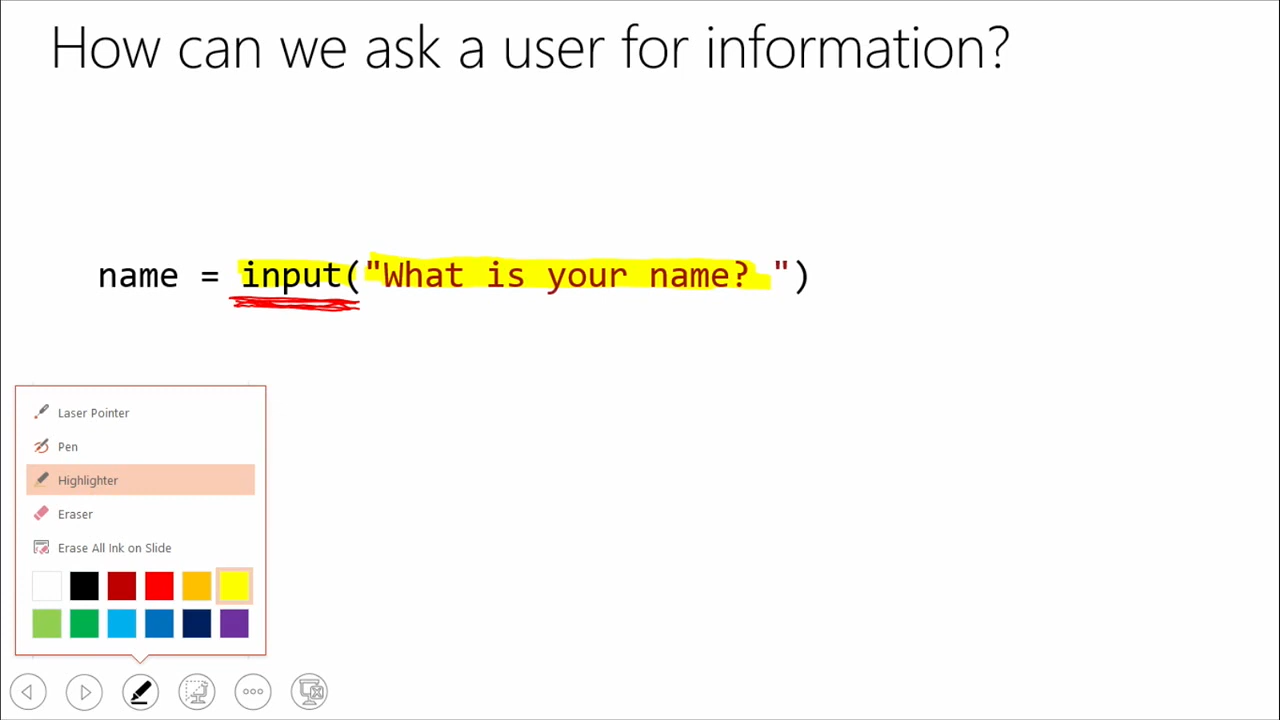 How can we ask a user for information?
name = input("What is your name? ")
Laser Pointer
Pen
Highlighter
Eraser
Erase All Ink on Slide